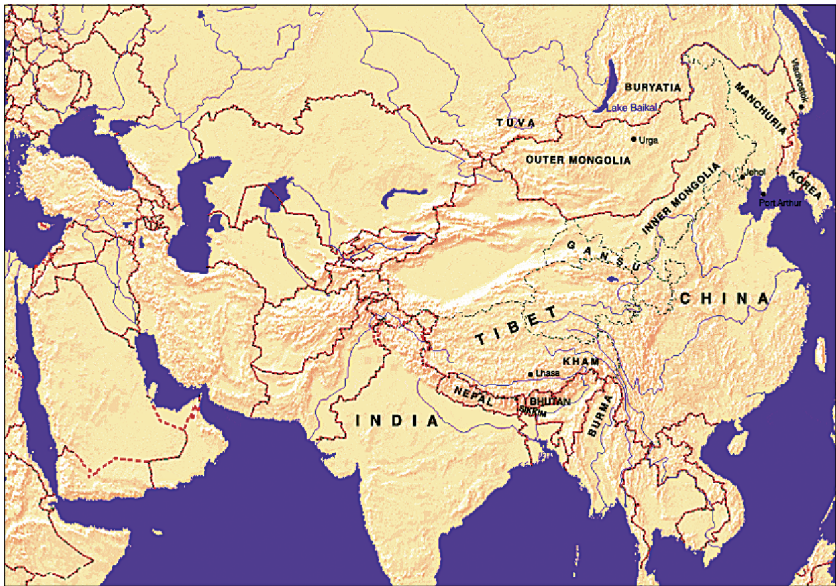 BURYATIA
Lake Baikal
MANCHURIA
Vladivostok
TUVA
Urga
OUTER MONGOLIA
Jehol
KOREA
INNER MONGOLIA
Port Arthur
GANSU
CHINA
TIBET
KHAM
Lhasa
NEPAL
BHUTAN
SIKKIM
BURMA
INDIA